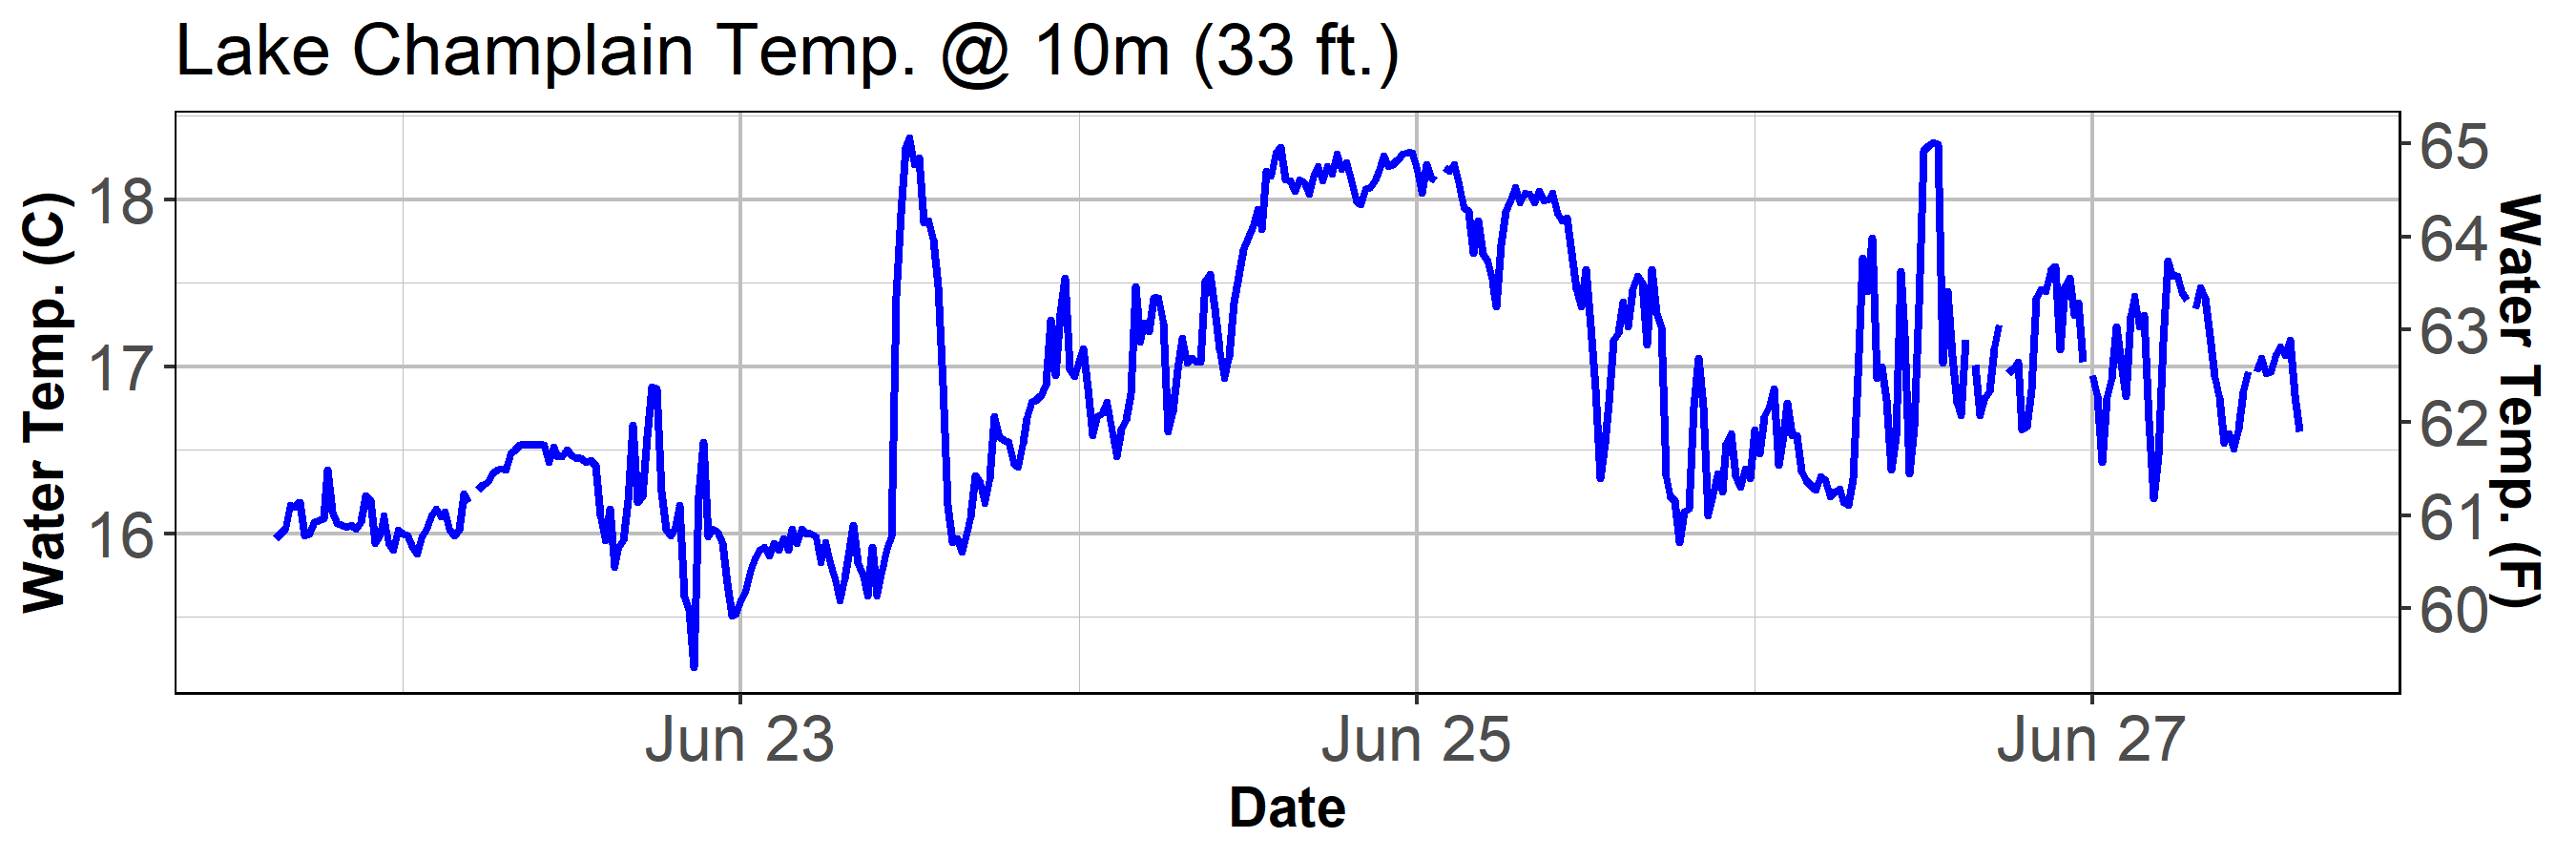 Lake Champlain Temp. @ 10m (33 ft.)
Water Temp. (C)
18
17
16
65
64
63
62
61
60
Water Temp. (F)
Jun 23 Jun 25 Jun 27
Date